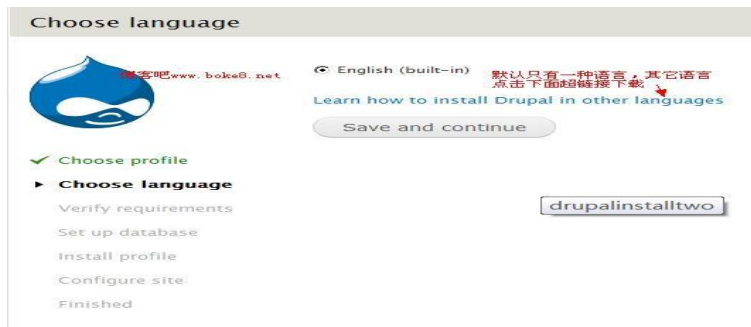 Choose language
博客吧www.boke8.net
English (built-in)
默认只有一种语言，其它语言
点击下面超链接下载
Learn how to install Drupal in other languages
Save and continue
Choose profile
Choose language
Verify requirements
drupalinstalltwo
Set up database
Install profile
Configure site
Finished